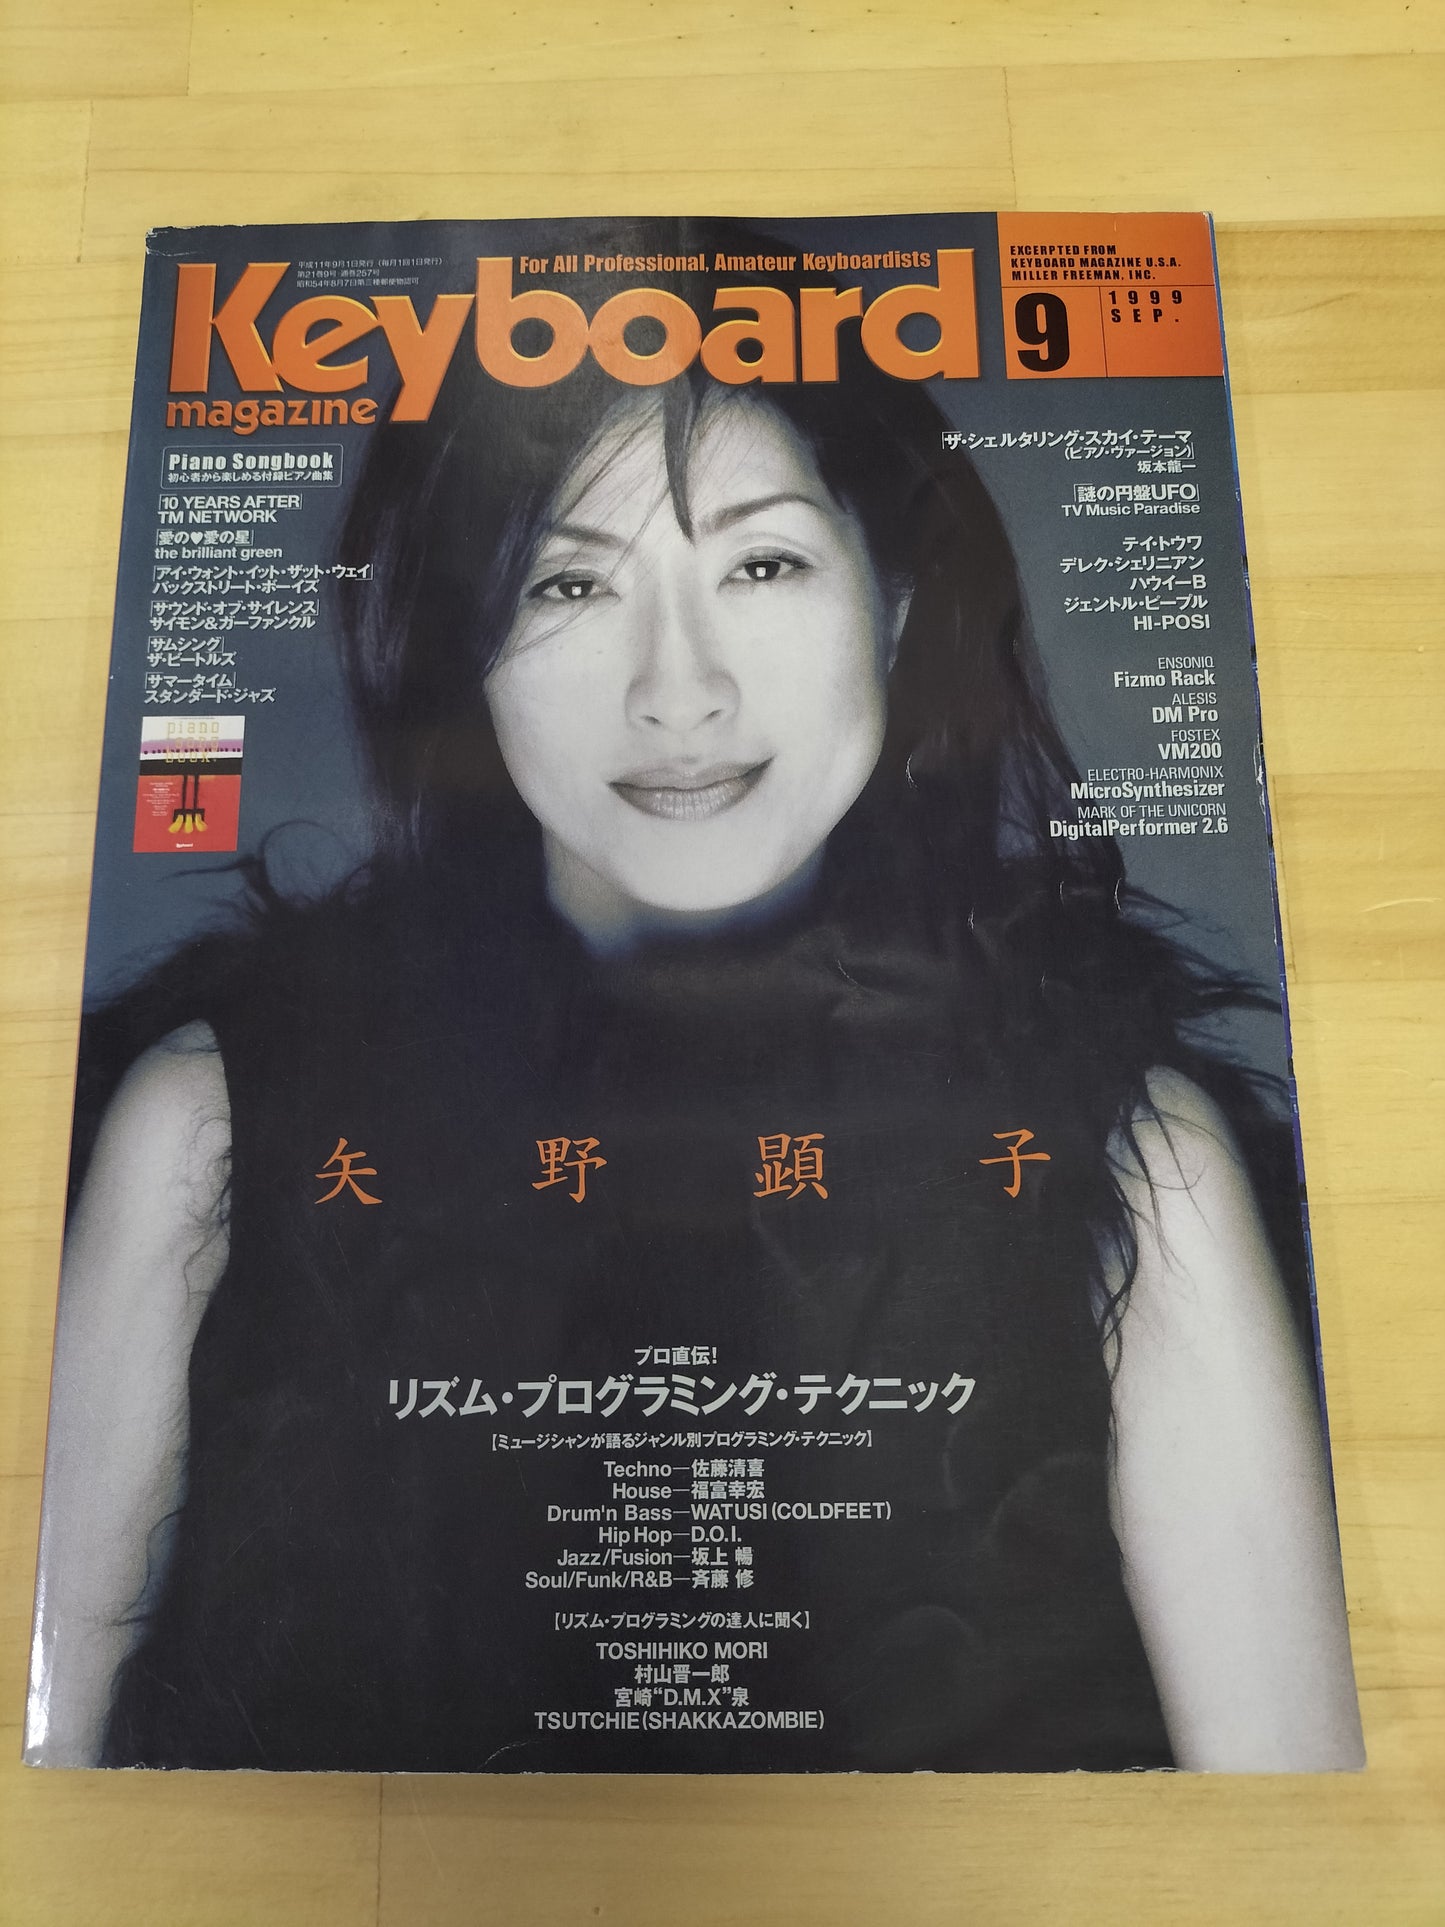 平成11年9月1日発行(毎月1回1日発行)
第21巻9号・通巻257号
昭和54年8月7日第三種郵便物認可
For All Professional, Amateur Keyboardists
Keyboard
magazine
EXCERPTED FROM
KEYBOARD MAGAZINE U.S.A.
MILLER FREEMAN, INC.
9
1999
SEP.
Piano Songbook
初心者から楽しめる付録ピアノ曲集
「10 YEARS AFTER」
TM NETWORK
「愛の♥愛の星」
the brilliant green
「アイ・ウォント・イット・ザット・ウェイ」
バックストリート・ボーイズ
「サウンド・オブ・サイレンス」
サイモン&ガーファンクル
「サムシング」
ザ・ビートルズ
「サマータイム」
スタンダード・ジャズ
piano
「ザ・シェルタリング・スカイ・テーマ
(ピアノ・ヴァージョン)」
坂本龍一
「謎の円盤UFO」
TV Music Paradise
テイ・トウワ
デレク・シェリニアン
ハウイーB
ジェントル・ピープル
HI-POSI
ENSONIQ
Fizmo Rack
ALESIS
DM Pro
FOSTEX
VM200
ELECTRO-HARMONIX
MicroSynthesizer
MARK OF THE UNICORN
DigitalPerformer 2.6
矢野顕子
プロ直伝!
リズム・プログラミング・テクニック
【ミュージシャンが語るジャンル別プログラミング・テクニック】
Techno—佐藤清喜
House—福富幸宏
Drum'n Bass—WATUSI(COLDFEET)
Hip Hop—D.O.I.
Jazz/Fusion—坂上 暢
Soul/Funk/R&B—斉藤 修
【リズム・プログラミングの達人に聞く】
TOSHIHIKO MORI
村山晋一郎
宮崎“D.M.X”泉
TSUTCHIE(SHAKKAZOMBIE)